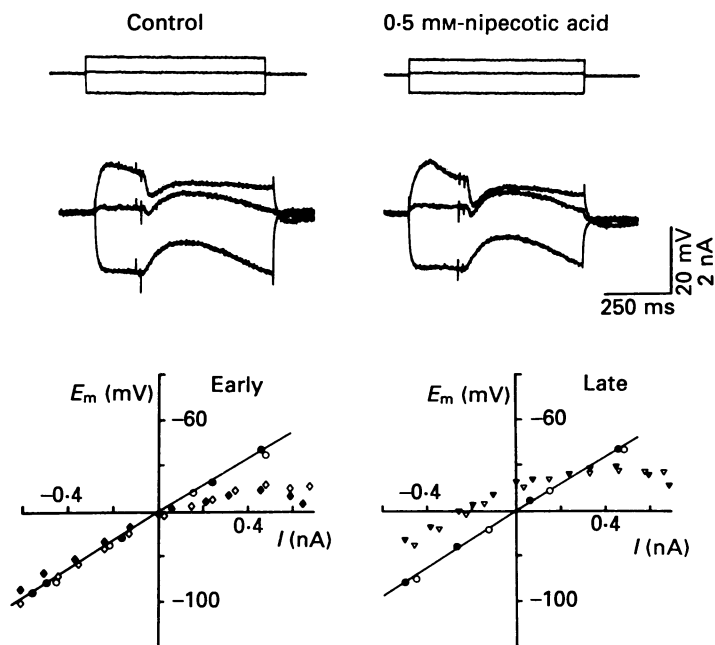 Control
0·5 mM-nipecotic acid
20 mV
2 nA
250 ms
Em (mV)
Early
−60
−0.4
0.4
I (nA)
−100
Em (mV)
Late
−60
−0.4
0.4
I (nA)
−100